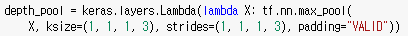 depth_pool = keras.layers.Lambda(lambda X: tf.nn.max_pool(
    X, ksize=(1, 1, 1, 3), strides=(1, 1, 1, 3), padding="VALID"))